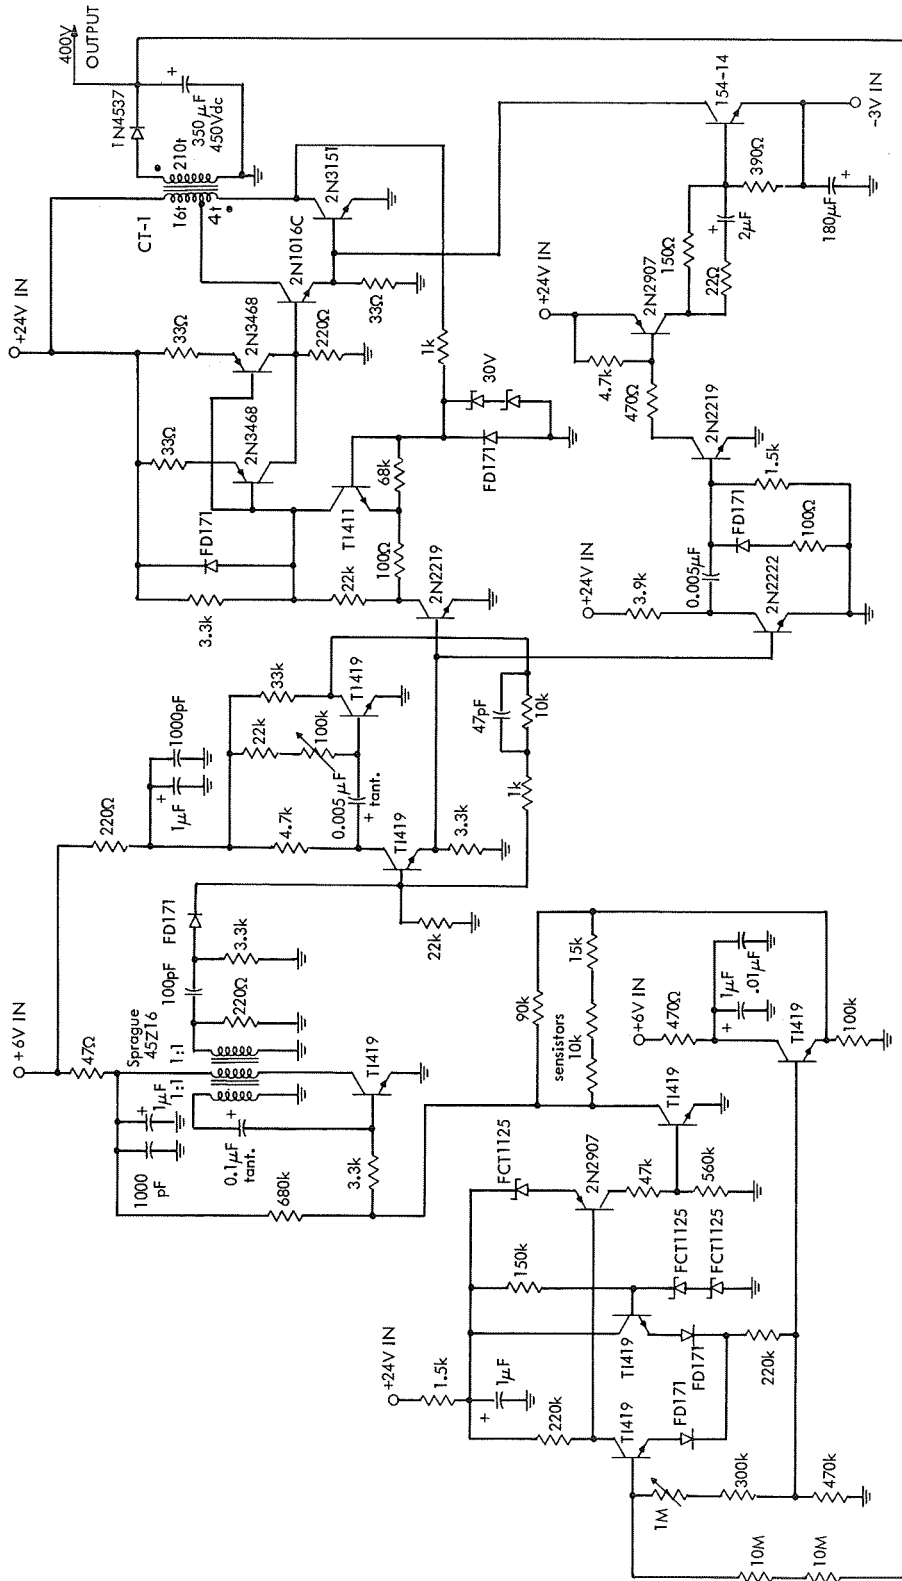 400V
OUTPUT
1N4537
+
350 μF
450Vdc
210t
16t
4t
CT-1
2N3151
2N1016C
33Ω
+24V IN
33Ω
2N3468
220Ω
33Ω
2N3468
FD171
3.3k
22k
100Ω
T1411
68k
1k
30V
FD171
2N2219
154-14
390Ω
~3V IN
180μF
+
+
2μF
150Ω
22Ω
+24V IN
2N2907
4.7k
470Ω
2N2219
1.5k
FD171
100Ω
0.005μF
+24V IN
3.9k
2N2222
+6V IN
220Ω
+
1μF
1000pF
33k
22k
100k
T1419
4.7k
0.005 μF
+ tant.
T1419
3.3k
22k
47pF
10k
1k
FD171
100pF
3.3k
220Ω
47Ω
Sprague
45Z16
1:1
1:1
1μF
+
1000
pF
+
0.1μF
tant.
T1419
3.3k
680k
90k
15k
sensistors
10k
+6V IN
470Ω
+
1μF
.01μF
T1419
100k
T1419
FCT1125
2N2907
47k
560k
150k
FCT1125
FCT1125
T1419
FD171
+24V IN
1.5k
+
1μF
220k
T1419
FD171
220k
1M
300k
470k
10M
10M